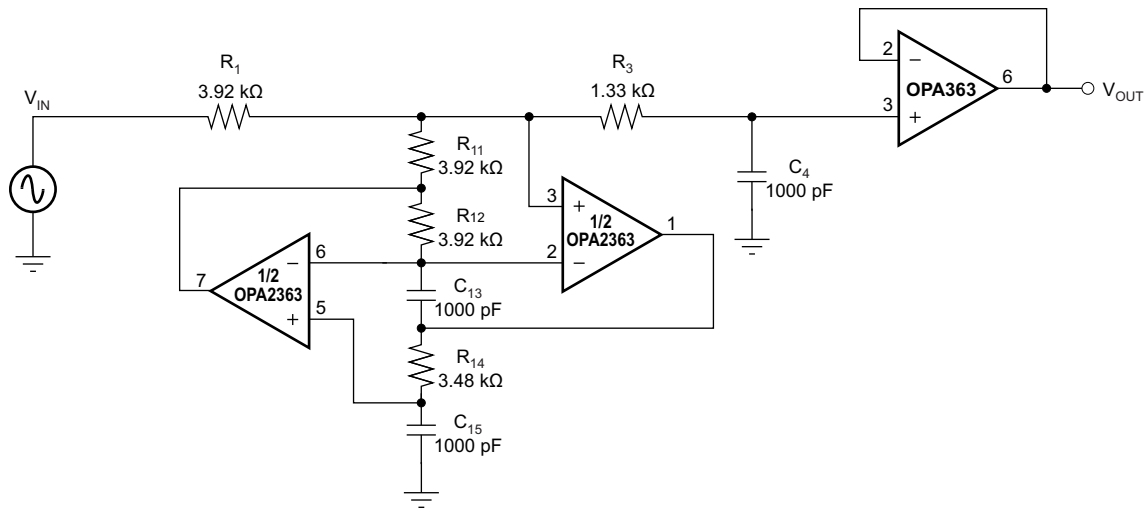 R1
3.92 kΩ
VIN
R3
1.33 kΩ
2
−
OPA363
3
+
6
VOUT
R11
3.92 kΩ
C4
1000 pF
R12
3.92 kΩ
3
+
1/2
OPA2363
2
−
1
6
−
1/2
OPA2363
7
5
+
C13
1000 pF
R14
3.48 kΩ
C15
1000 pF